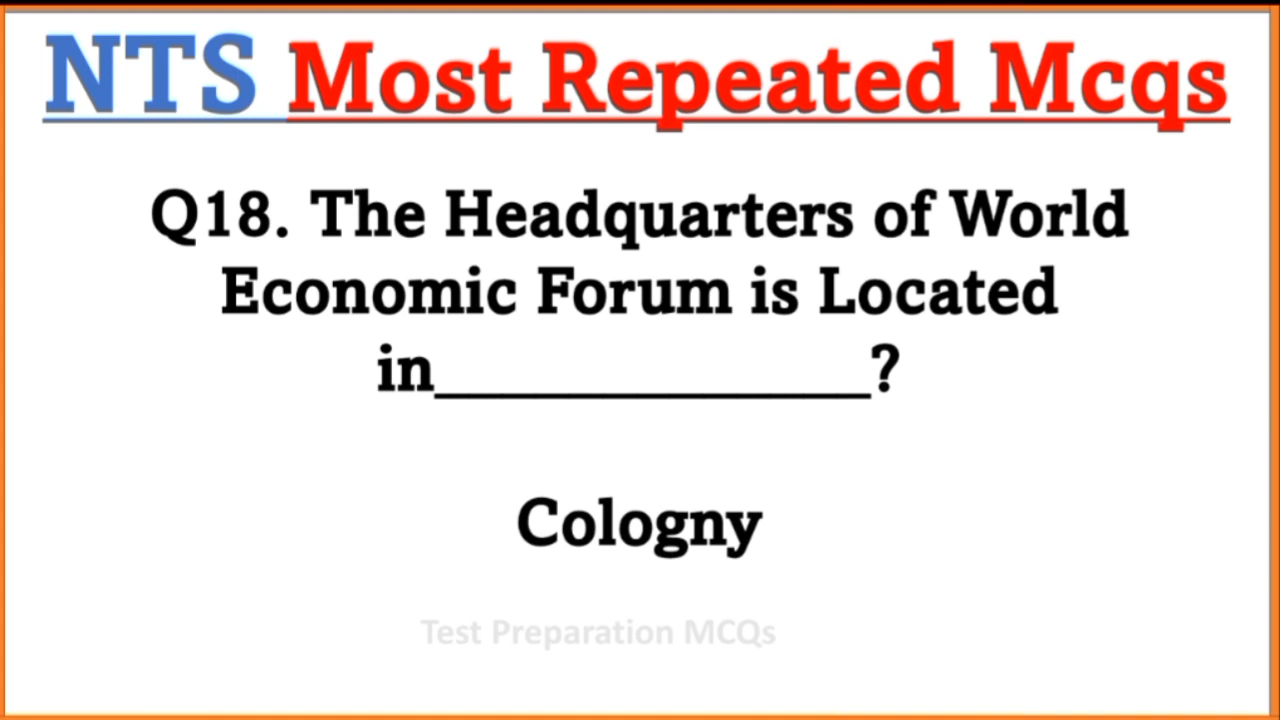 NTS Most Repeated Mcqs
Q18. The Headquarters of World
Economic Forum is Located
in_______________?
Cologny
Test Preparation MCQs